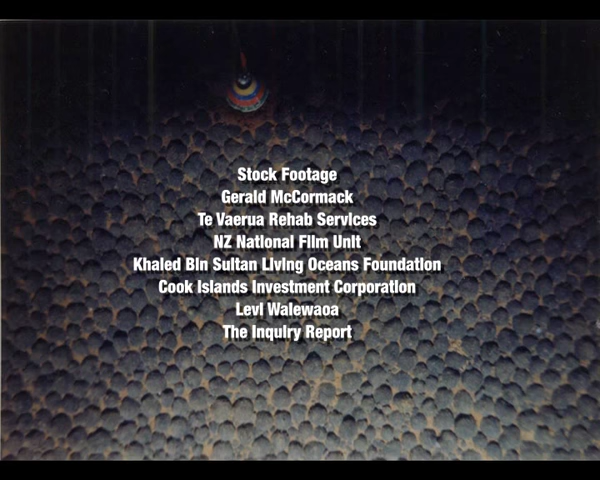 Stock Footage
Gerald McCormack
Te Vaerua Rehab Services
NZ National Film Unit
Khaled Bin Sultan Living Oceans Foundation
Cook Islands Investment Corporation
Levi Walewaoa
The Inquiry Report